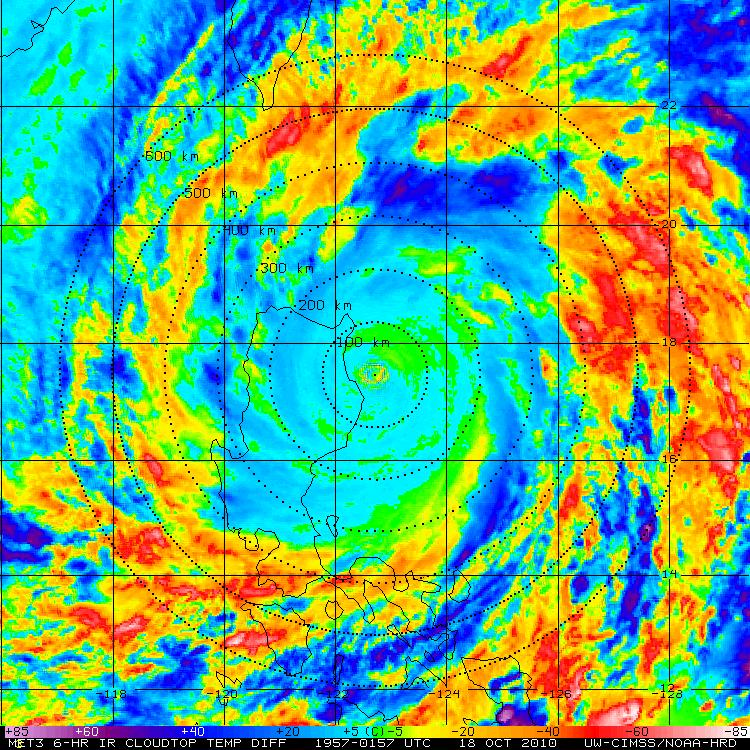 22
600 km
500 km
20
400 km
300 km
200 km
100 km
18
16
14
-118 -120 -122 -124 -126 -128
+85 +60 +40 +20 +5 (C)-5 -20 -40 -60 -85
MET3 6-HR IR CLOUDTOP TEMP DIFF 1957-0157 UTC 18 OCT 2010 UW-CIMSS/NOAA-HRD